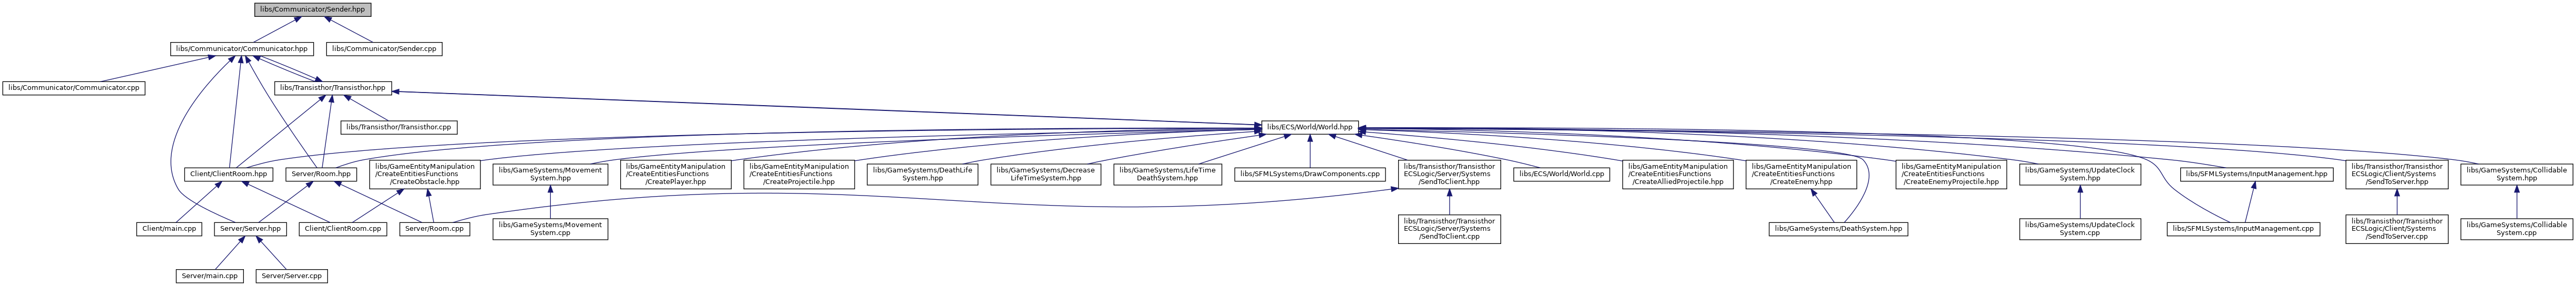 libs/Communicator/Sender.hpp
libs/Communicator/Communicator.hpp
libs/Communicator/Sender.cpp
libs/Communicator/Communicator.cpp
libs/Transisthor/Transisthor.hpp
libs/Transisthor/Transisthor.cpp
libs/ECS/World/World.hpp
Client/ClientRoom.hpp
Server/Room.hpp
libs/GameEntityManipulation
/CreateEntitiesFunctions
/CreateObstacle.hpp
libs/GameSystems/Movement
System.hpp
libs/GameEntityManipulation
/CreateEntitiesFunctions
/CreatePlayer.hpp
libs/GameEntityManipulation
/CreateEntitiesFunctions
/CreateProjectile.hpp
libs/GameSystems/DeathLife
System.hpp
libs/GameSystems/Decrease
LifeTimeSystem.hpp
libs/GameSystems/LifeTime
DeathSystem.hpp
libs/SFMLSystems/DrawComponents.cpp
libs/Transisthor/Transisthor
ECSLogic/Server/Systems
/SendToClient.hpp
libs/ECS/World/World.cpp
libs/GameEntityManipulation
/CreateEntitiesFunctions
/CreateAlliedProjectile.hpp
libs/GameEntityManipulation
/CreateEntitiesFunctions
/CreateEnemy.hpp
libs/GameEntityManipulation
/CreateEntitiesFunctions
/CreateEnemyProjectile.hpp
libs/GameSystems/UpdateClock
System.hpp
libs/SFMLSystems/InputManagement.hpp
libs/Transisthor/Transisthor
ECSLogic/Client/Systems
/SendToServer.hpp
libs/GameSystems/Collidable
System.hpp
Client/main.cpp
Server/Server.hpp
Client/ClientRoom.cpp
Server/Room.cpp
libs/GameSystems/Movement
System.cpp
libs/Transisthor/Transisthor
ECSLogic/Server/Systems
/SendToClient.cpp
libs/GameSystems/DeathSystem.hpp
libs/GameSystems/UpdateClock
System.cpp
libs/SFMLSystems/InputManagement.cpp
libs/Transisthor/Transisthor
ECSLogic/Client/Systems
/SendToServer.cpp
libs/GameSystems/Collidable
System.cpp
Server/main.cpp
Server/Server.cpp